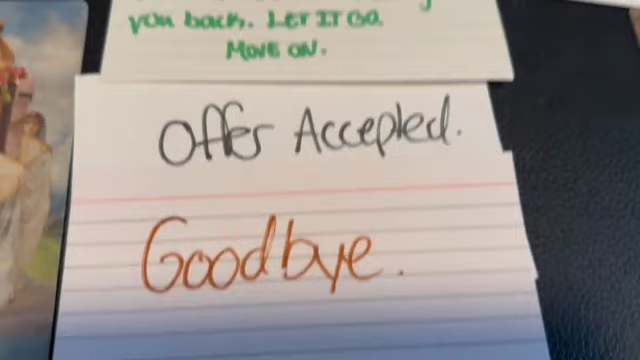 you back. LET IT GO.
MOVE ON.
Offer Accepted.
Goodbye.